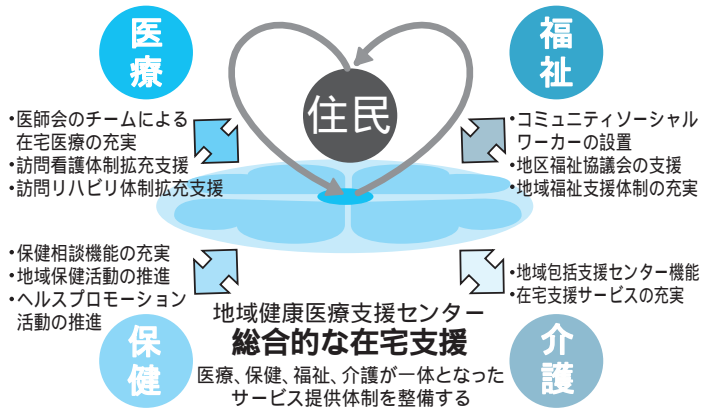 医
療
・医師会のチームによる
在宅医療の充実
・訪問看護体制拡充支援
・訪問リハビリ体制拡充支援
住民
福
祉
・コミュニティソーシャル
ワーカーの設置
・地区福祉協議会の支援
・地域福祉支援体制の充実
・保健相談機能の充実
・地域保健活動の推進
・ヘルスプロモーション
活動の推進
保
健
・地域包括支援センター機能
・在宅支援サービスの充実
介
護
地域健康医療支援センター
総合的な在宅支援
医療、保健、福祉、介護が一体となった
サービス提供体制を整備する